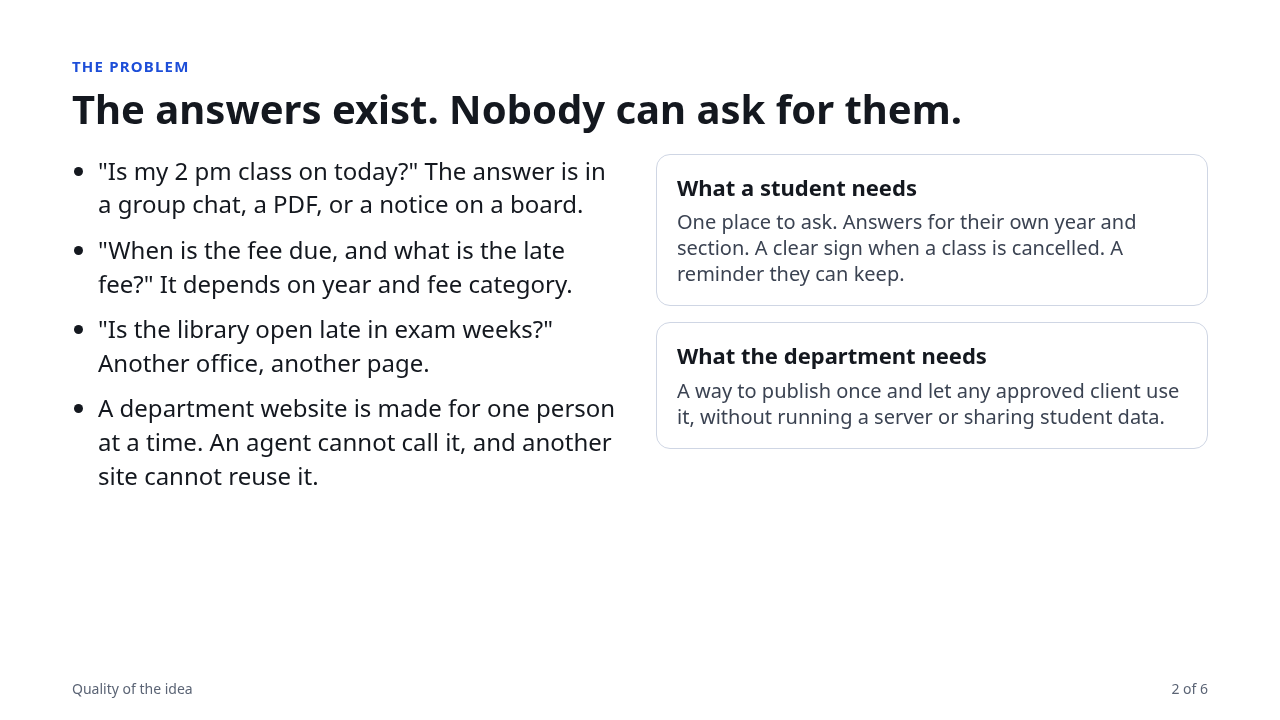 THE PROBLEM
The answers exist. Nobody can ask for them.
• "Is my 2 pm class on today?" The answer is in
a group chat, a PDF, or a notice on a board.
• "When is the fee due, and what is the late
fee?" It depends on year and fee category.
• "Is the library open late in exam weeks?"
Another office, another page.
• A department website is made for one person
at a time. An agent cannot call it, and another
site cannot reuse it.
What a student needs
One place to ask. Answers for their own year and
section. A clear sign when a class is cancelled. A
reminder they can keep.
What the department needs
A way to publish once and let any approved client use
it, without running a server or sharing student data.
Quality of the idea
2 of 6